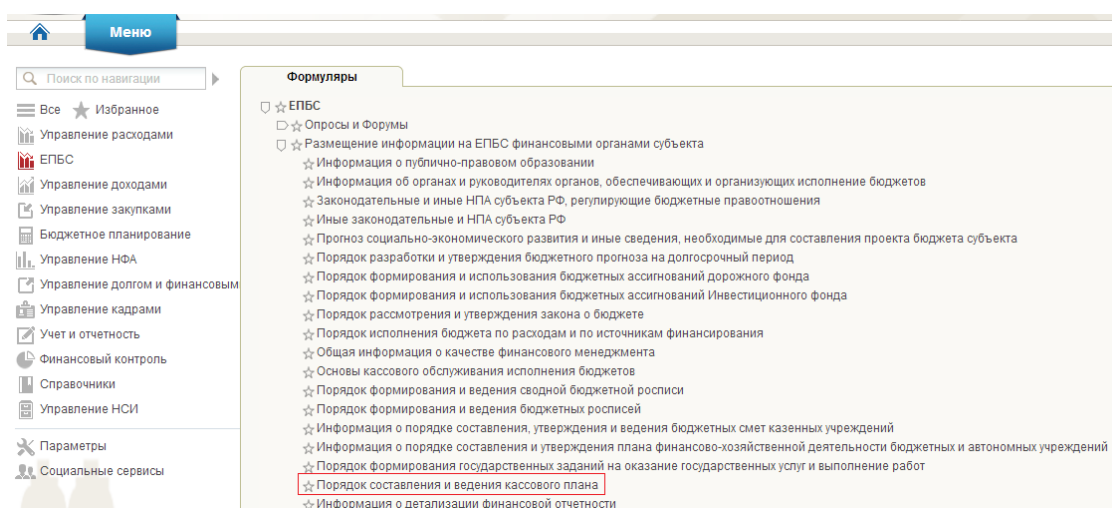 Меню
Поиск по навигации
Все Избранное
Управление расходами
ЕПБС
Управление доходами
Управление закупками
Бюджетное планирование
Управление НФА
Управление долгом и финансовым
Управление кадрами
Учет и отчетность
Финансовый контроль
Справочники
Управление НСИ
Параметры
Социальные сервисы
Формуляры
ЕПБС
Опросы и Форумы
Размещение информации на ЕПБС финансовыми органами субъекта
Информация о публично-правовом образовании
Информация об органах и руководителях органов, обеспечивающих и организующих исполнение бюджетов
Законодательные и иные НПА субъекта РФ, регулирующие бюджетные правоотношения
Иные законодательные и НПА субъекта РФ
Прогноз социально-экономического развития и иные сведения, необходимые для составления проекта бюджета субъекта
Порядок разработки и утверждения бюджетного прогноза на долгосрочный период
Порядок формирования и использования бюджетных ассигнований дорожного фонда
Порядок формирования и использования бюджетных ассигнований Инвестиционного фонда
Порядок рассмотрения и утверждения закона о бюджете
Порядок исполнения бюджета по расходам и по источникам финансирования
Общая информация о качестве финансового менеджмента
Основы кассового обслуживания исполнения бюджетов
Порядок формирования и ведения сводной бюджетной росписи
Порядок формирования и ведения бюджетных росписей
Информация о порядке составления, утверждения и ведения бюджетных смет казенных учреждений
Информация о порядке составления и утверждения плана финансово-хозяйственной деятельности бюджетных и автономных учреждений
Порядок формирования государственных заданий на оказание государственных услуг и выполнение работ
Порядок составления и ведения кассового плана
Информация о детализации финансовой отчетности